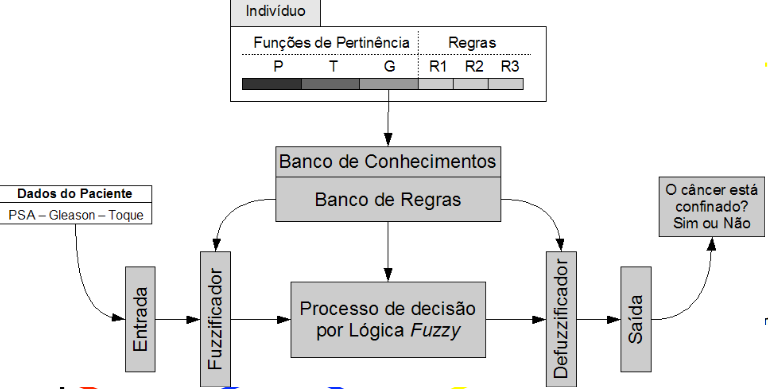 Indivíduo
Funções de Pertinência Regras
P T G R1 R2 R3
Banco de Conhecimentos
Banco de Regras
Dados do Paciente
PSA – Gleason – Toque
O câncer está
confinado?
Sim ou Não
Entrada
Fuzzificador
Processo de decisão
por Lógica Fuzzy
Defuzzificador
Saída